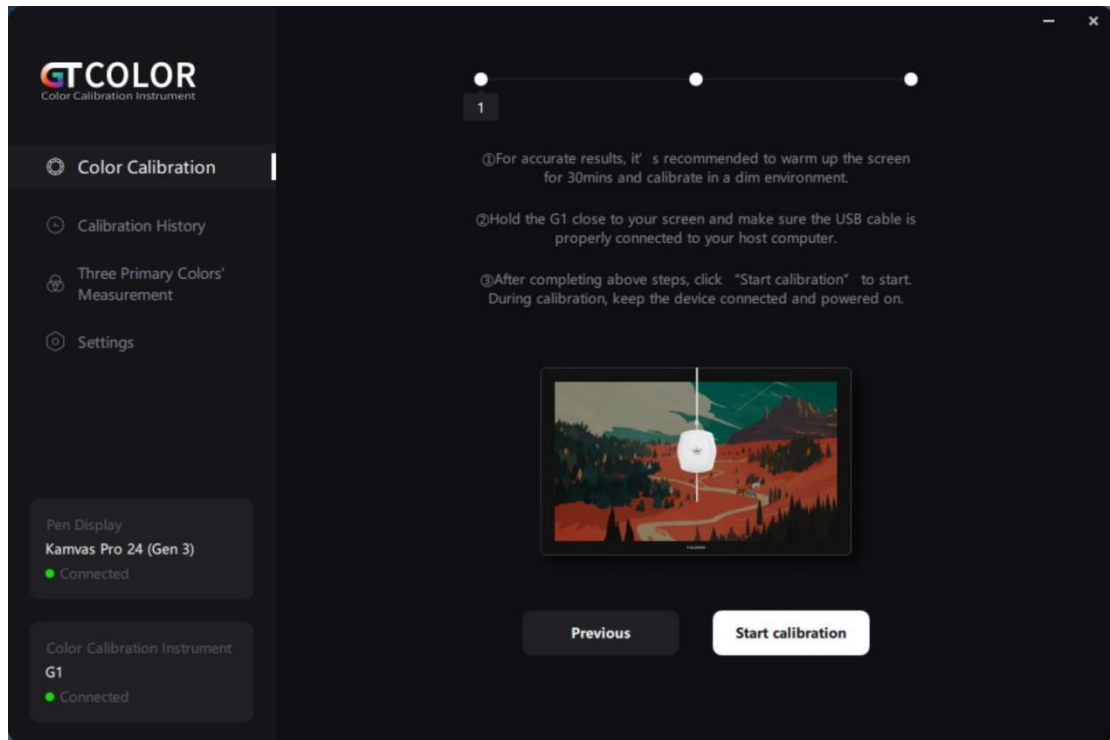 GTCOLOR
Color Calibration Instrument
Color Calibration
Calibration History
Three Primary Colors'
Measurement
Settings
Pen Display
Kamvas Pro 24 (Gen 3)
Connected
Color Calibration Instrument
G1
Connected
1
①For accurate results, it’ s recommended to warm up the screen
for 30mins and calibrate in a dim environment.
②Hold the G1 close to your screen and make sure the USB cable is
properly connected to your host computer.
③After completing above steps, click “Start calibration” to start.
During calibration, keep the device connected and powered on.
Previous
Start calibration